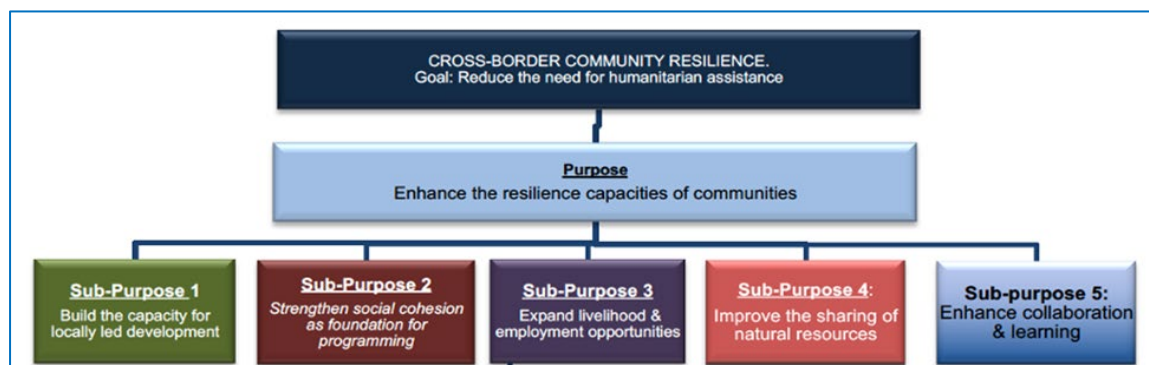 CROSS-BORDER COMMUNITY RESILIENCE.
Goal: Reduce the need for humanitarian assistance
Purpose
Enhance the resilience capacities of communities
Sub-Purpose 1
Build the capacity for
locally led development
Sub-Purpose 2
Strengthen social cohesion
as foundation for
programming
Sub-Purpose 3
Expand livelihood &
employment opportunities
Sub-Purpose 4:
Improve the sharing of
natural resources
Sub-purpose 5:
Enhance collaboration
& learning